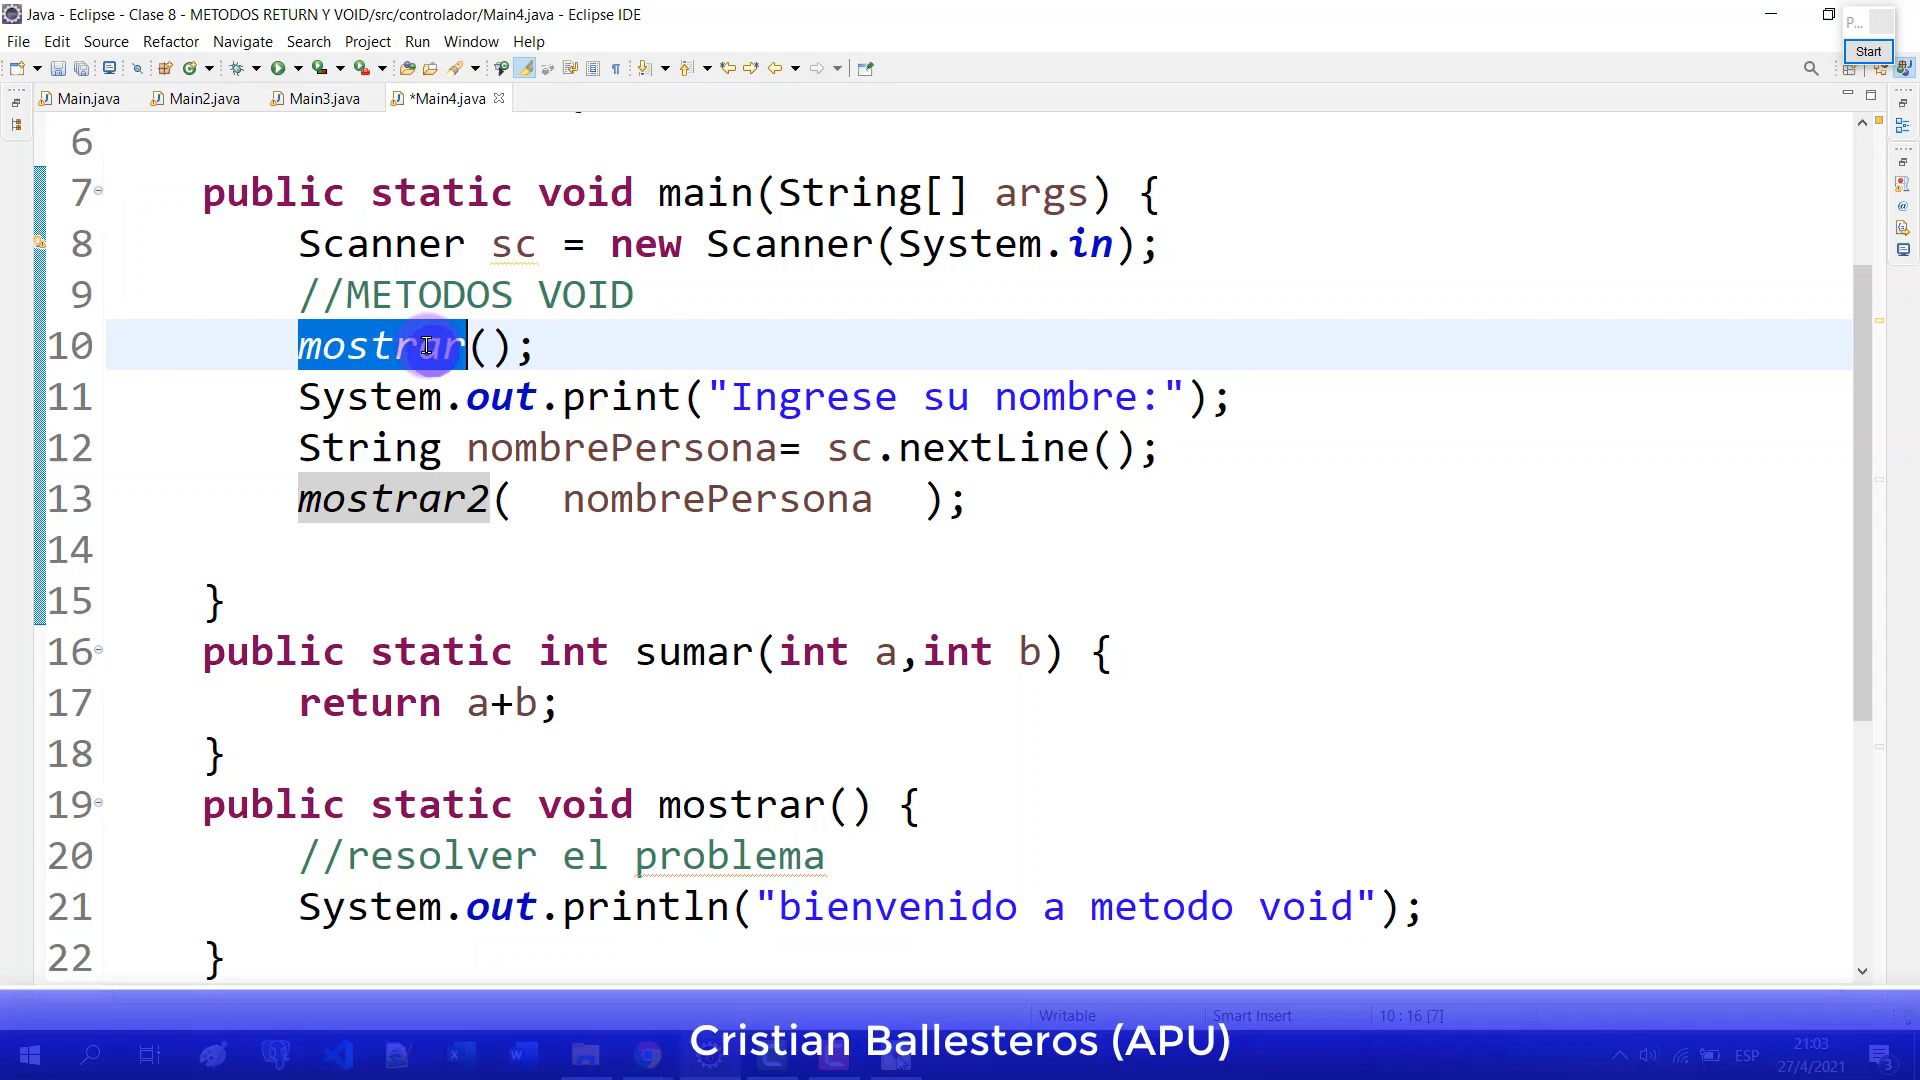 Java - Eclipse - Clase 8 - METODOS RETURN Y VOID/src/controlador/Main4.java - Eclipse IDE
P...
Start
File Edit Source Refactor Navigate Search Project Run Window Help
Main.java Main2.java Main3.java *Main4.java
6
7 public static void main(String[] args) {
8 Scanner sc = new Scanner(System.in);
9 //METODOS VOID
10 mostrar();
11 System.out.print("Ingrese su nombre:");
12 String nombrePersona= sc.nextLine();
13 mostrar2( nombrePersona );
14
15 }
16 public static int sumar(int a,int b) {
17 return a+b;
18 }
19 public static void mostrar() {
20 //resolver el problema
21 System.out.println("bienvenido a metodo void");
22 }
Writable Smart Insert 10 : 16 [7]
Cristian Ballesteros (APU)
ESP
21:03
27/4/2021
3